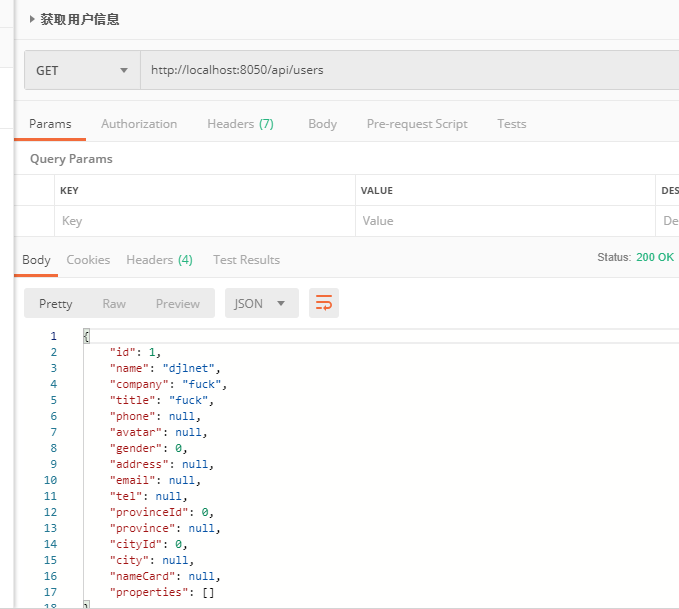 获取用户信息
GET http://localhost:8050/api/users
Params Authorization Headers (7) Body Pre-request Script Tests
Query Params
KEY VALUE DES
Key Value De
Body Cookies Headers (4) Test Results Status: 200 OK
Pretty Raw Preview JSON
1 {
2 "id": 1,
3 "name": "djlnet",
4 "company": "fuck",
5 "title": "fuck",
6 "phone": null,
7 "avatar": null,
8 "gender": 0,
9 "address": null,
10 "email": null,
11 "tel": null,
12 "provinceId": 0,
13 "province": null,
14 "cityId": 0,
15 "city": null,
16 "nameCard": null,
17 "properties": []
18 }